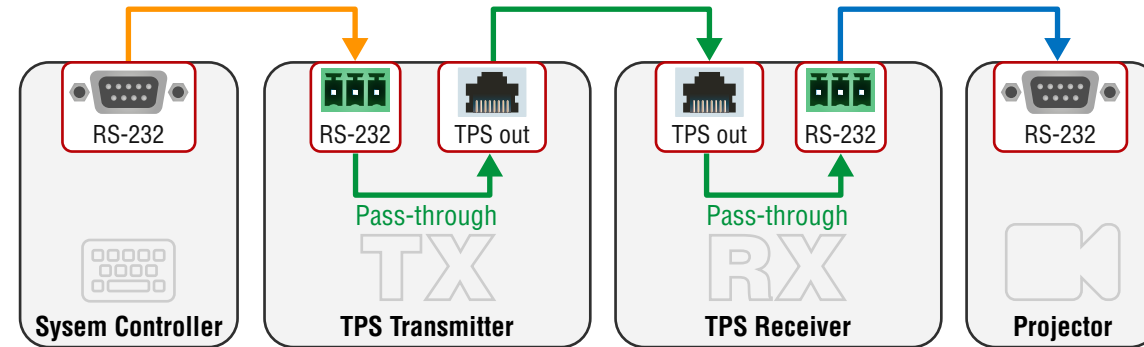 RS-232
RS-232
TPS out
TPS out
RS-232
RS-232
Pass-through
Pass-through
TX
RX
Sysem Controller
TPS Transmitter
TPS Receiver
Projector